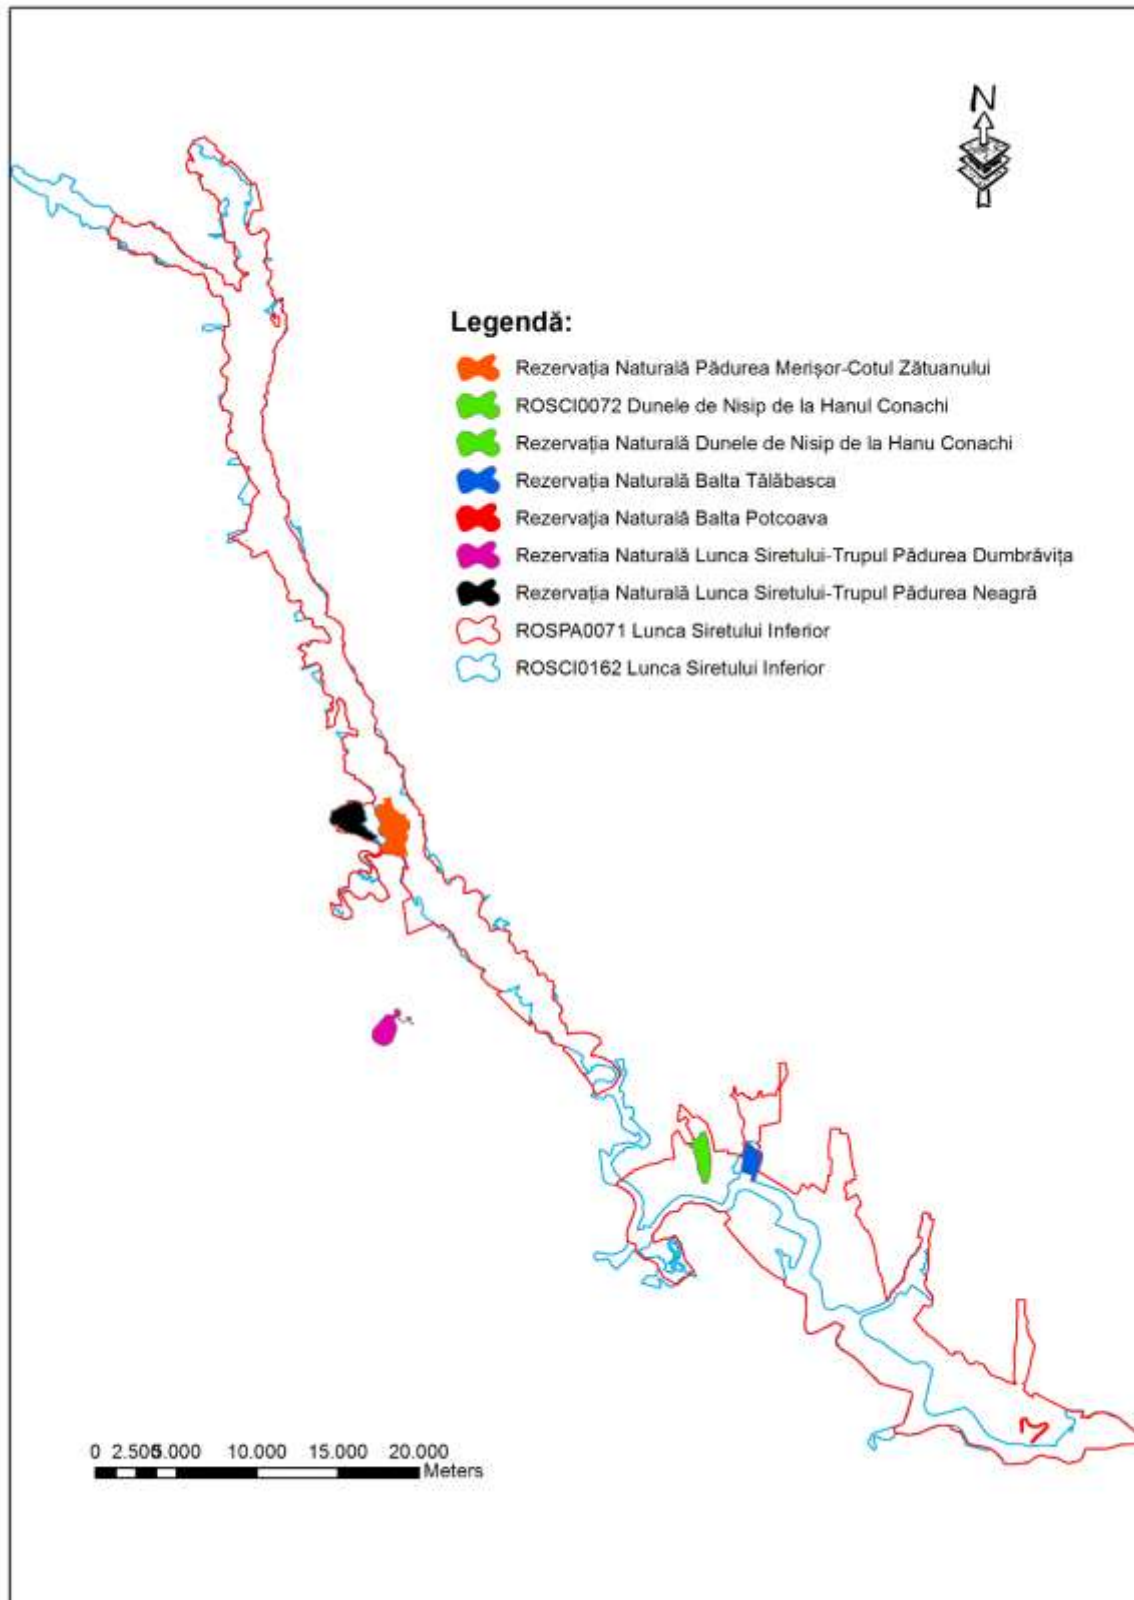 N
Legendă:
Rezervația Naturală Pădurea Merișor-Cotul Zătuanului
ROSCI0072 Dunele de Nisip de la Hanul Conachi
Rezervația Naturală Dunele de Nisip de la Hanu Conachi
Rezervația Naturală Balta Tălăbasca
Rezervația Naturală Balta Potcoava
Rezervatia Naturală Lunca Siretului-Trupul Pădurea Dumbrăvița
Rezervația Naturală Lunca Siretului-Trupul Pădurea Neagră
ROSPA0071 Lunca Siretului Inferior
ROSCI0162 Lunca Siretului Inferior
0 2.500 5.000 10.000 15.000 20.000
Meters